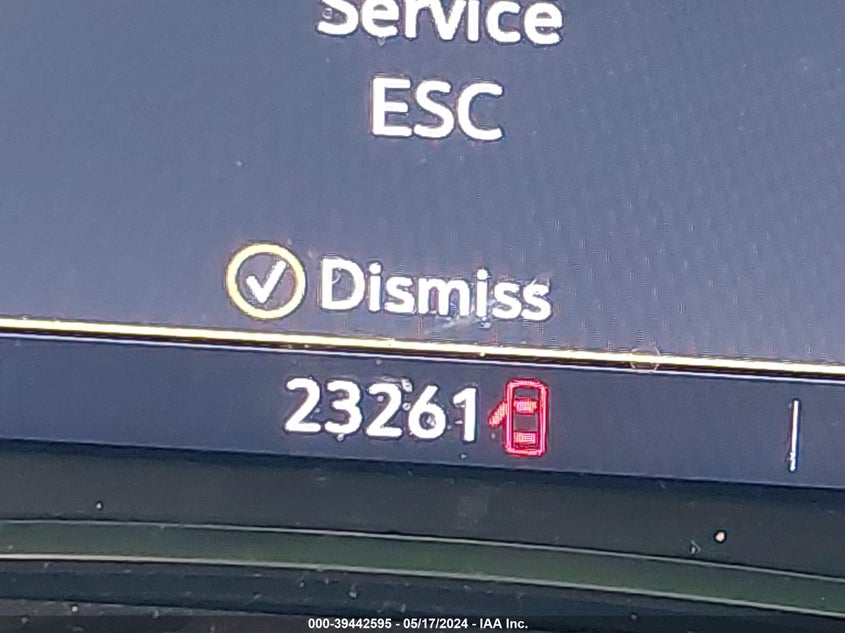 Service
ESC
Dismiss
23261
000-39442595 - 05/17/2024 - IAA Inc.